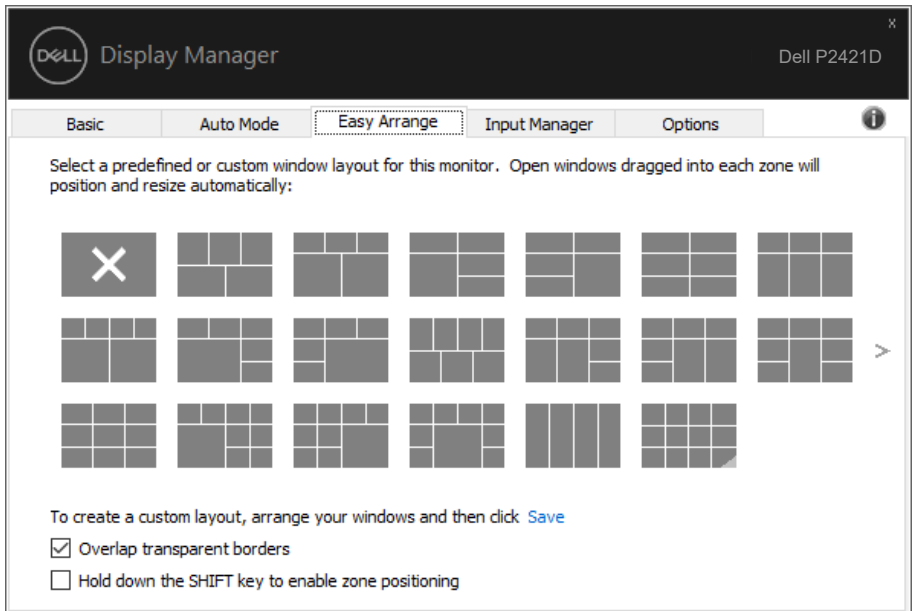 x
DELL Display Manager
Dell P2421D
Basic Auto Mode Easy Arrange Input Manager Options
Select a predefined or custom window layout for this monitor. Open windows dragged into each zone will
position and resize automatically:
>
To create a custom layout, arrange your windows and then click Save
Overlap transparent borders
Hold down the SHIFT key to enable zone positioning